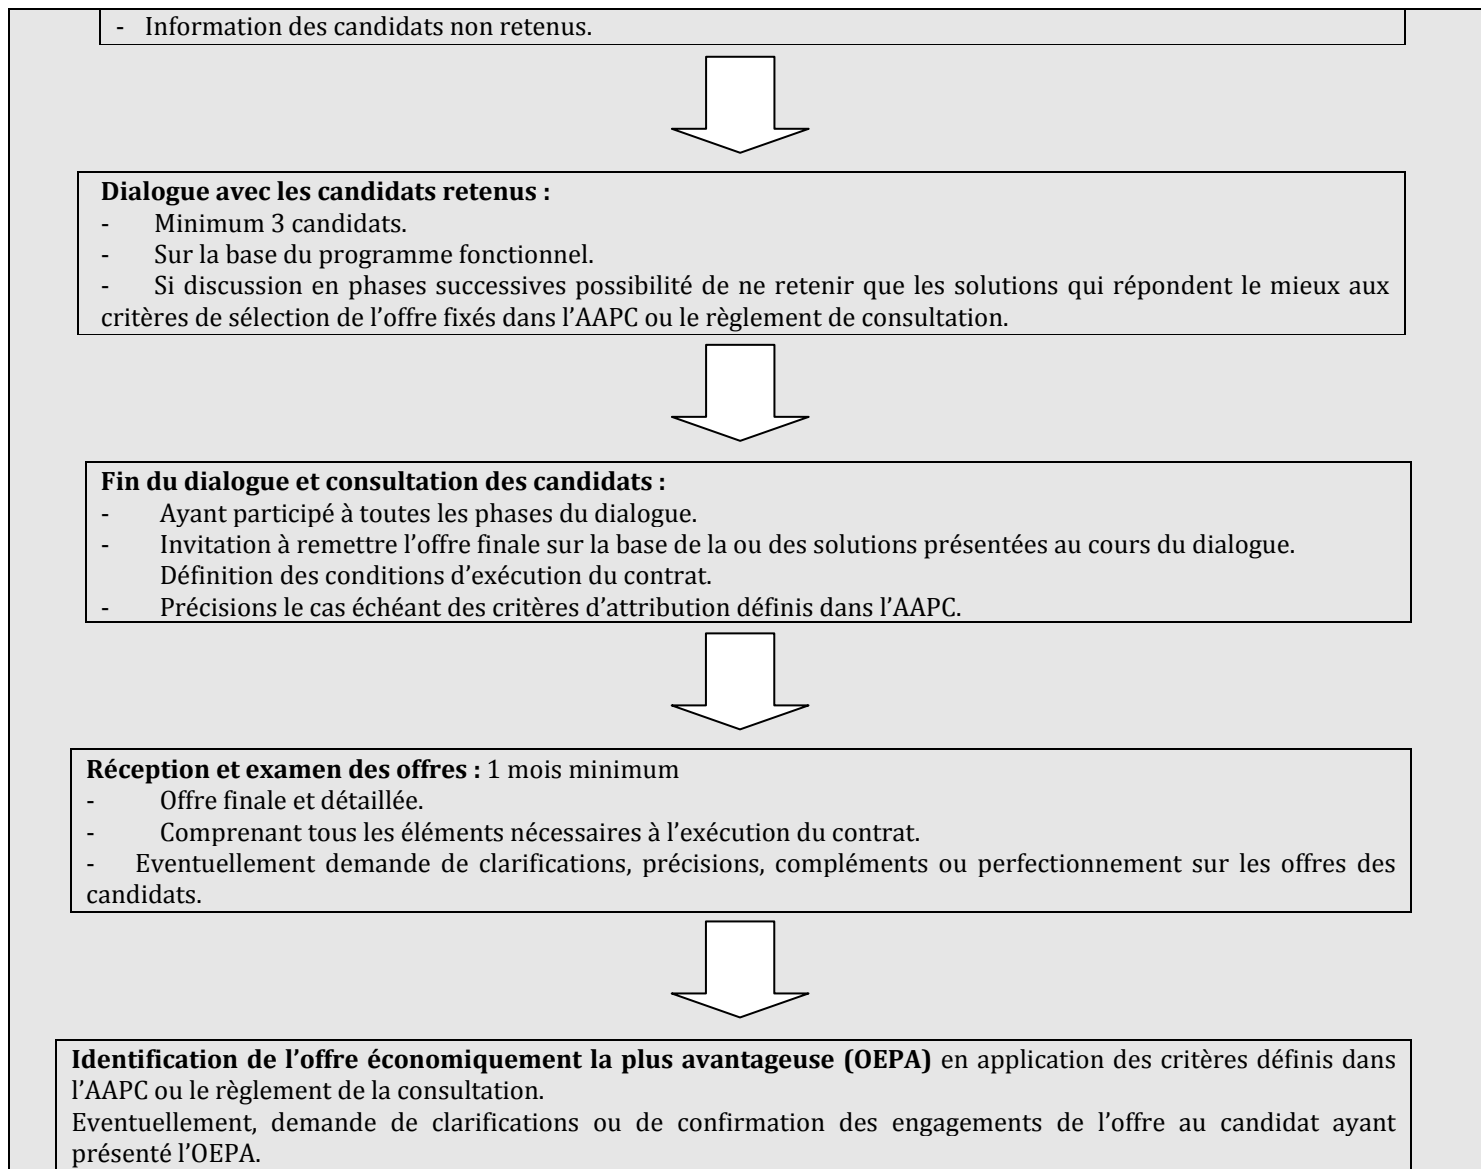 - Information des candidats non retenus.
Dialogue avec les candidats retenus :
- Minimum 3 candidats.
- Sur la base du programme fonctionnel.
- Si discussion en phases successives possibilité de ne retenir que les solutions qui répondent le mieux aux
critères de sélection de l’offre fixés dans l’AAPC ou le règlement de consultation.
Fin du dialogue et consultation des candidats :
- Ayant participé à toutes les phases du dialogue.
- Invitation à remettre l’offre finale sur la base de la ou des solutions présentées au cours du dialogue.
Définition des conditions d’exécution du contrat.
- Précisions le cas échéant des critères d’attribution définis dans l’AAPC.
Réception et examen des offres : 1 mois minimum
- Offre finale et détaillée.
- Comprenant tous les éléments nécessaires à l’exécution du contrat.
- Eventuellement demande de clarifications, précisions, compléments ou perfectionnement sur les offres des
candidats.
Identification de l’offre économiquement la plus avantageuse (OEPA) en application des critères définis dans
l’AAPC ou le règlement de la consultation.
Eventuellement, demande de clarifications ou de confirmation des engagements de l’offre au candidat ayant
présenté l’OEPA.